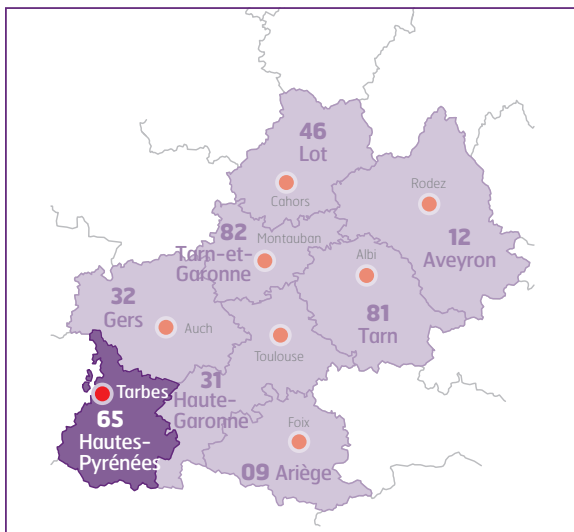 46
Lot
Cahors
Rodez
12
Aveyron
82
Tarn-et-
Garonne
Montauban
Albi
81
Tarn
32
Gers
Auch
Toulouse
31
Haute-
Garonne
Tarbes
65
Hautes-
Pyrénées
Foix
09 Ariège